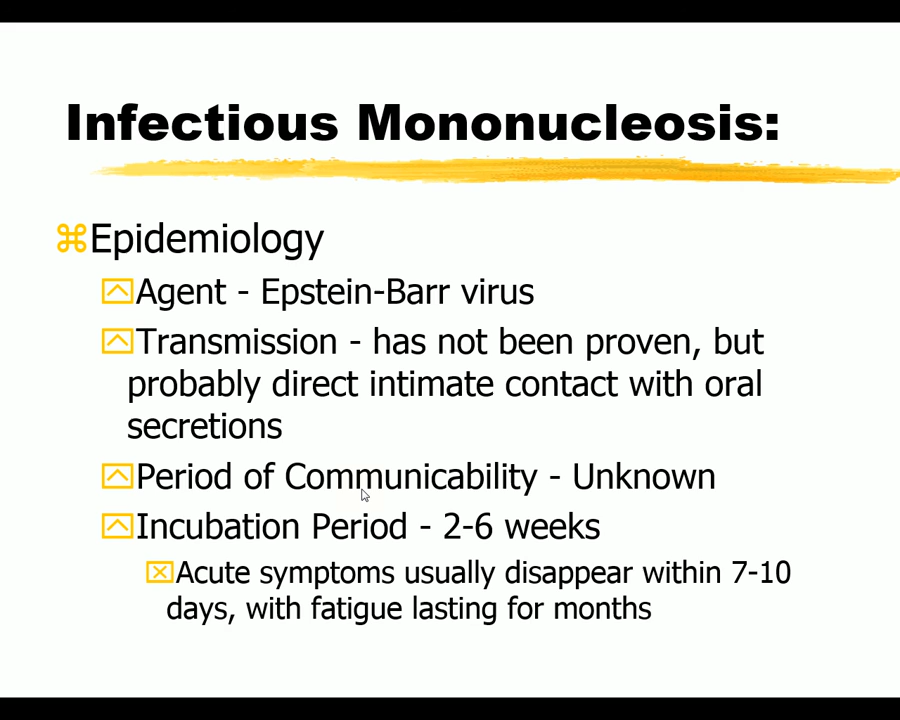 Infectious Mononucleosis:
Epidemiology
Agent - Epstein-Barr virus
Transmission - has not been proven, but
probably direct intimate contact with oral
secretions
Period of Communicability - Unknown
Incubation Period - 2-6 weeks
Acute symptoms usually disappear within 7-10
days, with fatigue lasting for months